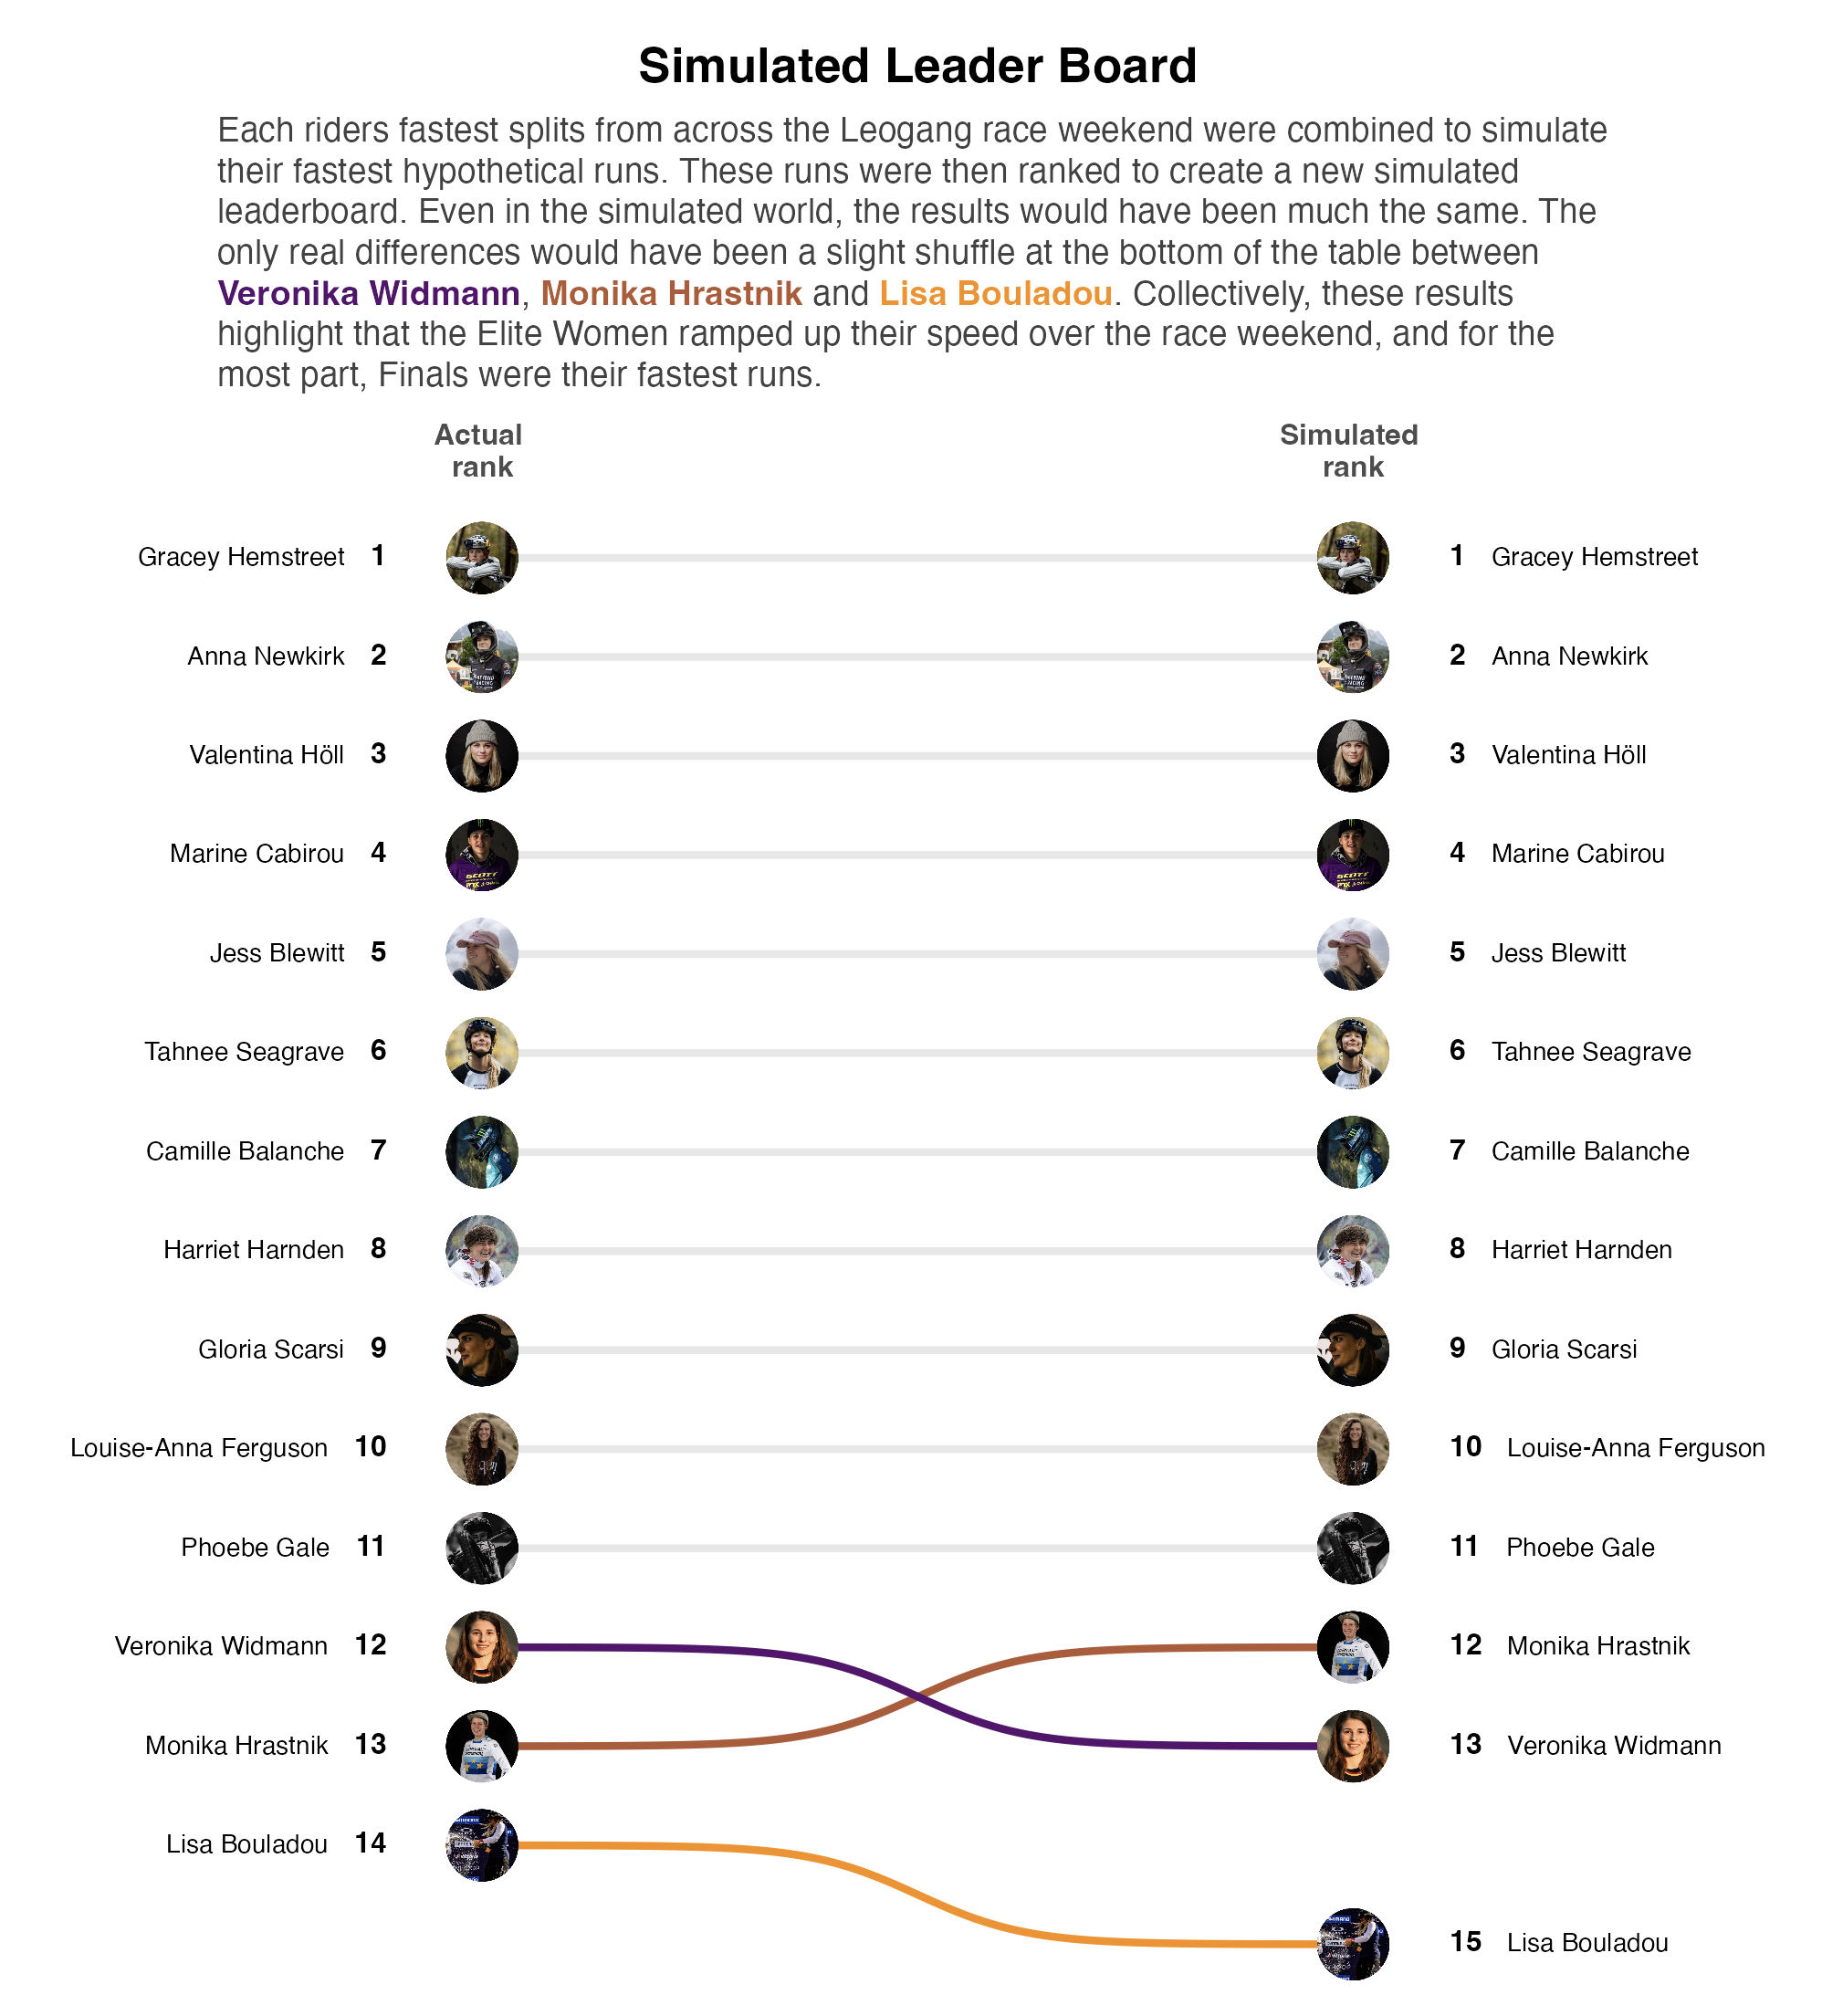 Simulated Leader Board
Each riders fastest splits from across the Leogang race weekend were combined to simulate
their fastest hypothetical runs. These runs were then ranked to create a new simulated
leaderboard. Even in the simulated world, the results would have been much the same. The
only real differences would have been a slight shuffle at the bottom of the table between
Veronika Widmann, Monika Hrastnik and Lisa Bouladou. Collectively, these results
highlight that the Elite Women ramped up their speed over the race weekend, and for the
most part, Finals were their fastest runs.
Actual rank
Simulated rank
Gracey Hemstreet 1 1 Gracey Hemstreet
Anna Newkirk 2 2 Anna Newkirk
Valentina Höll 3 3 Valentina Höll
Marine Cabirou 4 4 Marine Cabirou
Jess Blewitt 5 5 Jess Blewitt
Tahnee Seagrave 6 6 Tahnee Seagrave
Camille Balanche 7 7 Camille Balanche
Harriet Harnden 8 8 Harriet Harnden
Gloria Scarsi 9 9 Gloria Scarsi
Louise-Anna Ferguson 10 10 Louise-Anna Ferguson
Phoebe Gale 11 11 Phoebe Gale
Veronika Widmann 12 12 Monika Hrastnik
Monika Hrastnik 13 13 Veronika Widmann
Lisa Bouladou 14
15 Lisa Bouladou